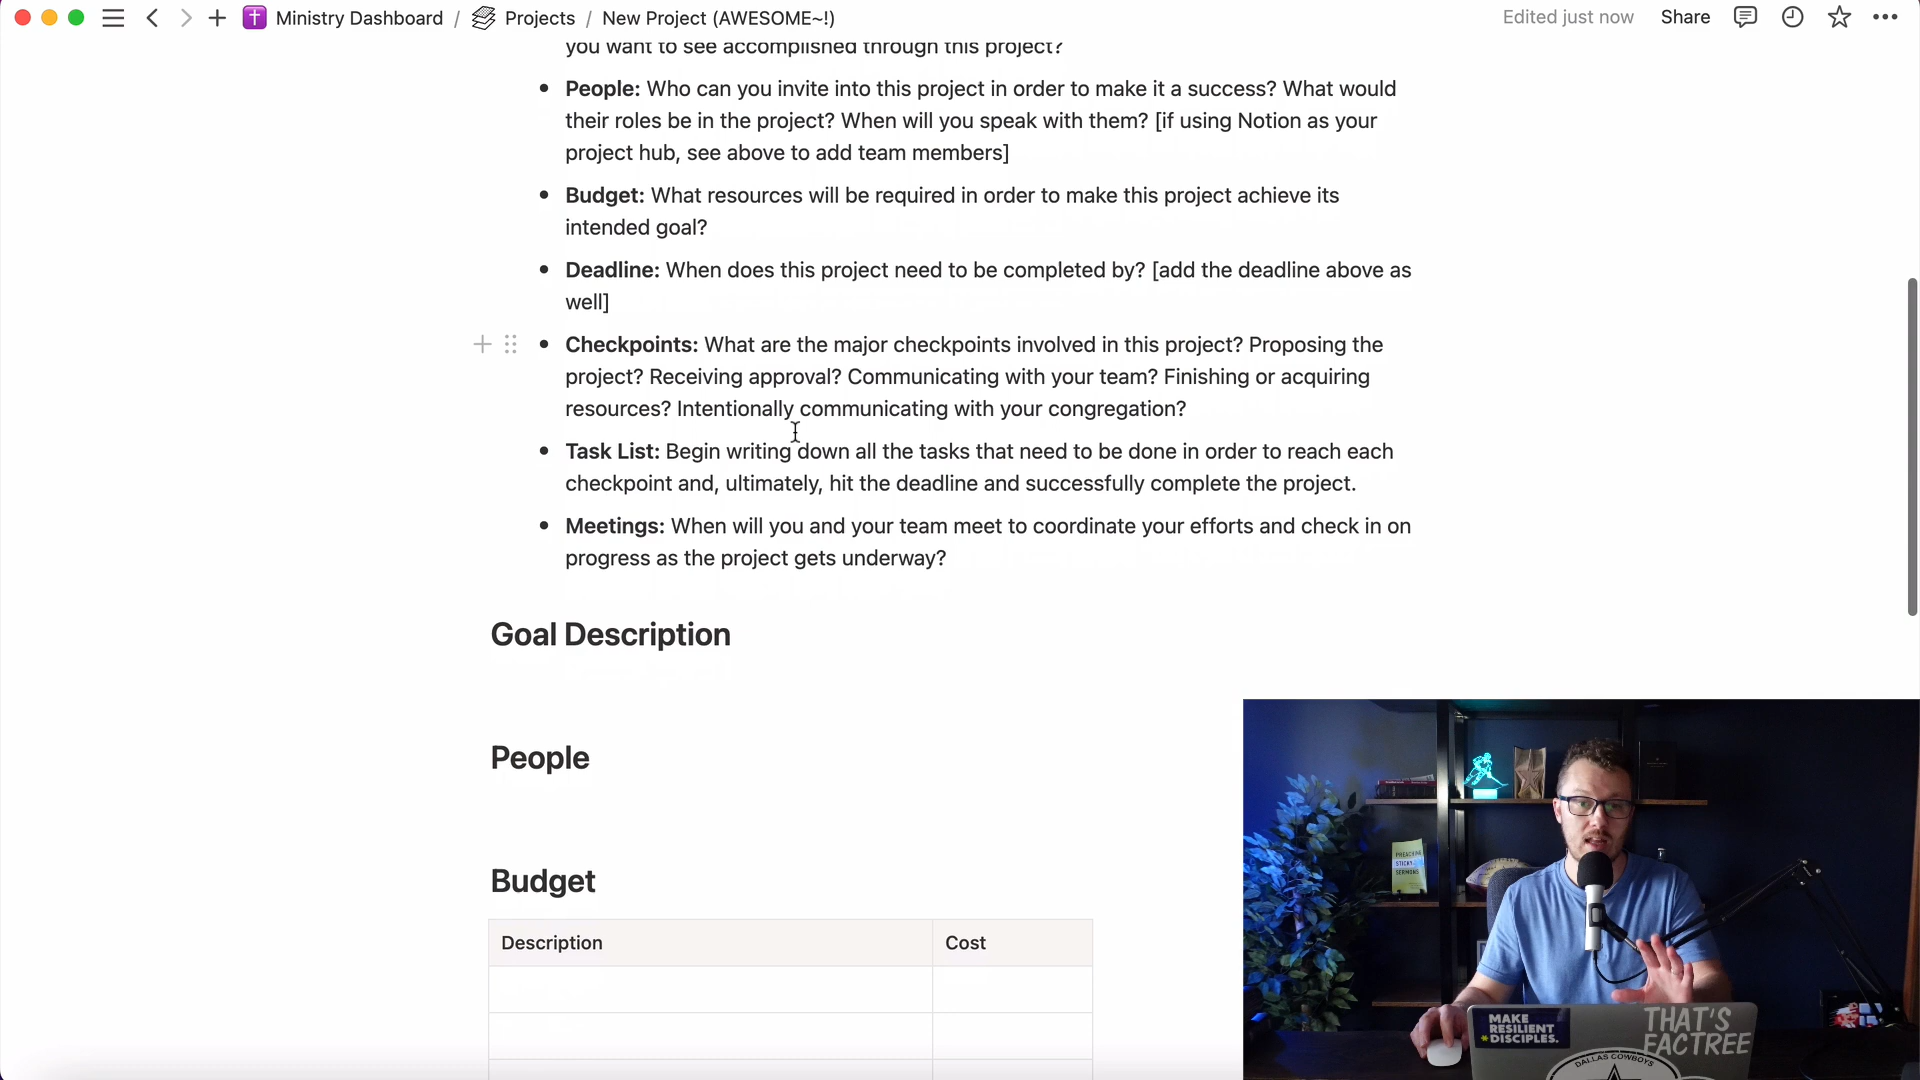 Ministry Dashboard / Projects / New Project (AWESOME~!)
Edited just now Share
you want to see accomplished through this project?
• People: Who can you invite into this project in order to make it a success? What would
their roles be in the project? When will you speak with them? [if using Notion as your
project hub, see above to add team members]
• Budget: What resources will be required in order to make this project achieve its
intended goal?
• Deadline: When does this project need to be completed by? [add the deadline above as
well]
• Checkpoints: What are the major checkpoints involved in this project? Proposing the
project? Receiving approval? Communicating with your team? Finishing or acquiring
resources? Intentionally communicating with your congregation?
• Task List: Begin writing down all the tasks that need to be done in order to reach each
checkpoint and, ultimately, hit the deadline and successfully complete the project.
• Meetings: When will you and your team meet to coordinate your efforts and check in on
progress as the project gets underway?
Goal Description
People
Budget
Description Cost
PREACHING
STICKY
SERMONS
MAKE
RESILIENT
*DISCIPLES.
THAT'S
FACTREE
DALLAS COWBOYS